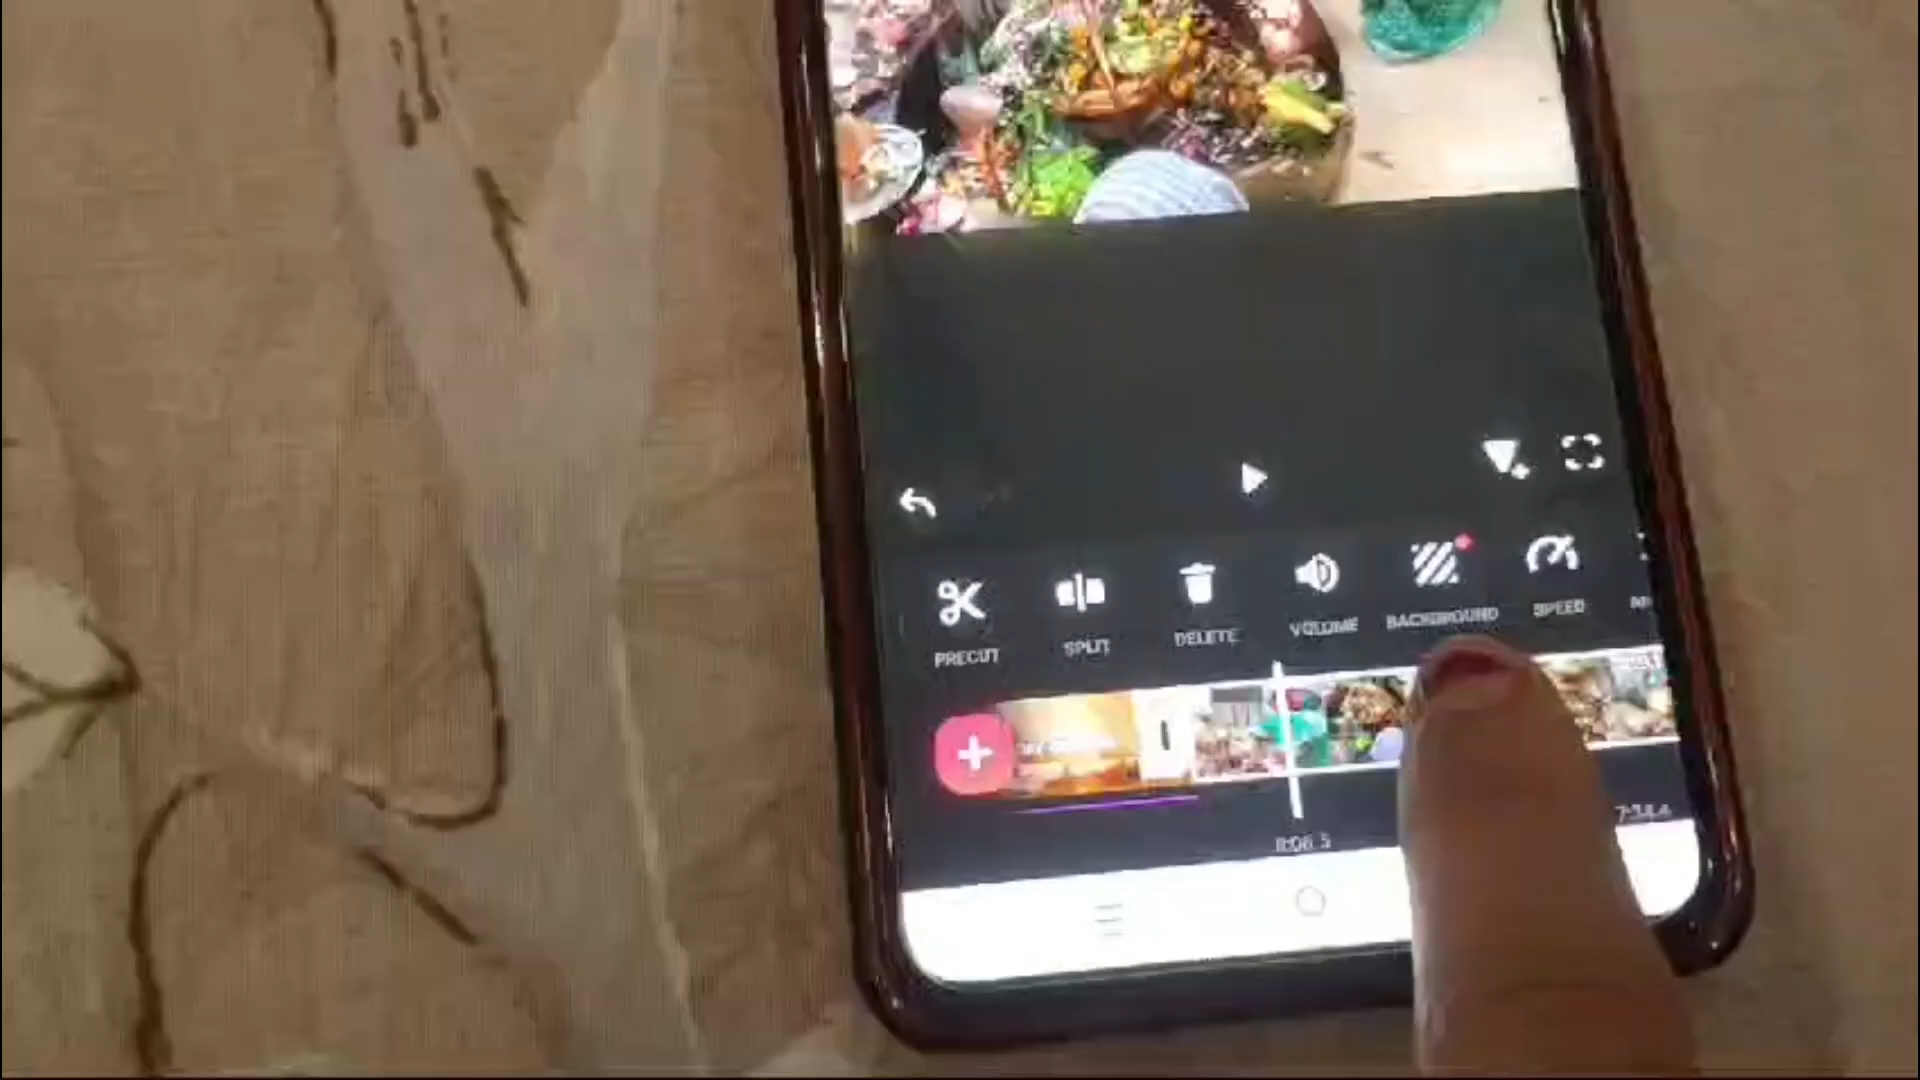 PRECUT
SPLIT
DELETE
VOLUME
BACKGROUND
SPEED